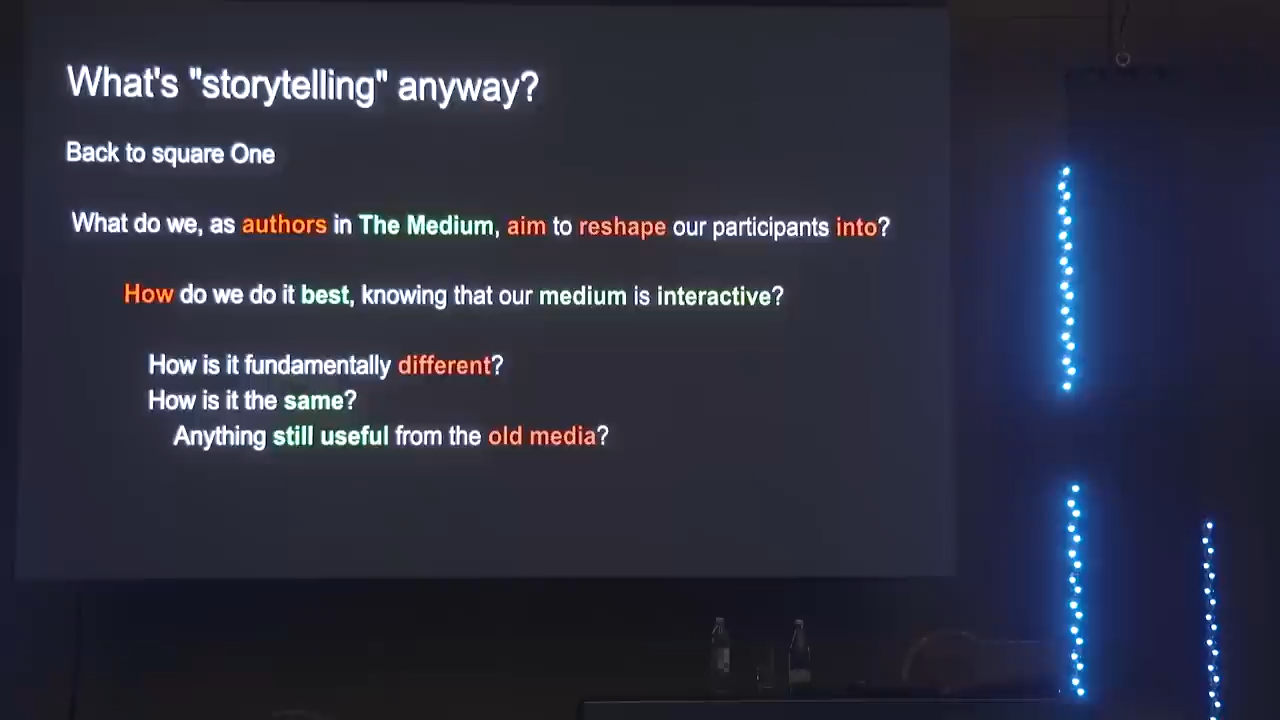 What's "storytelling" anyway?
Back to square One
What do we, as authors in The Medium, aim to reshape our participants into?
How do we do it best, knowing that our medium is interactive?
How is it fundamentally different?
How is it the same?
Anything still useful from the old media?